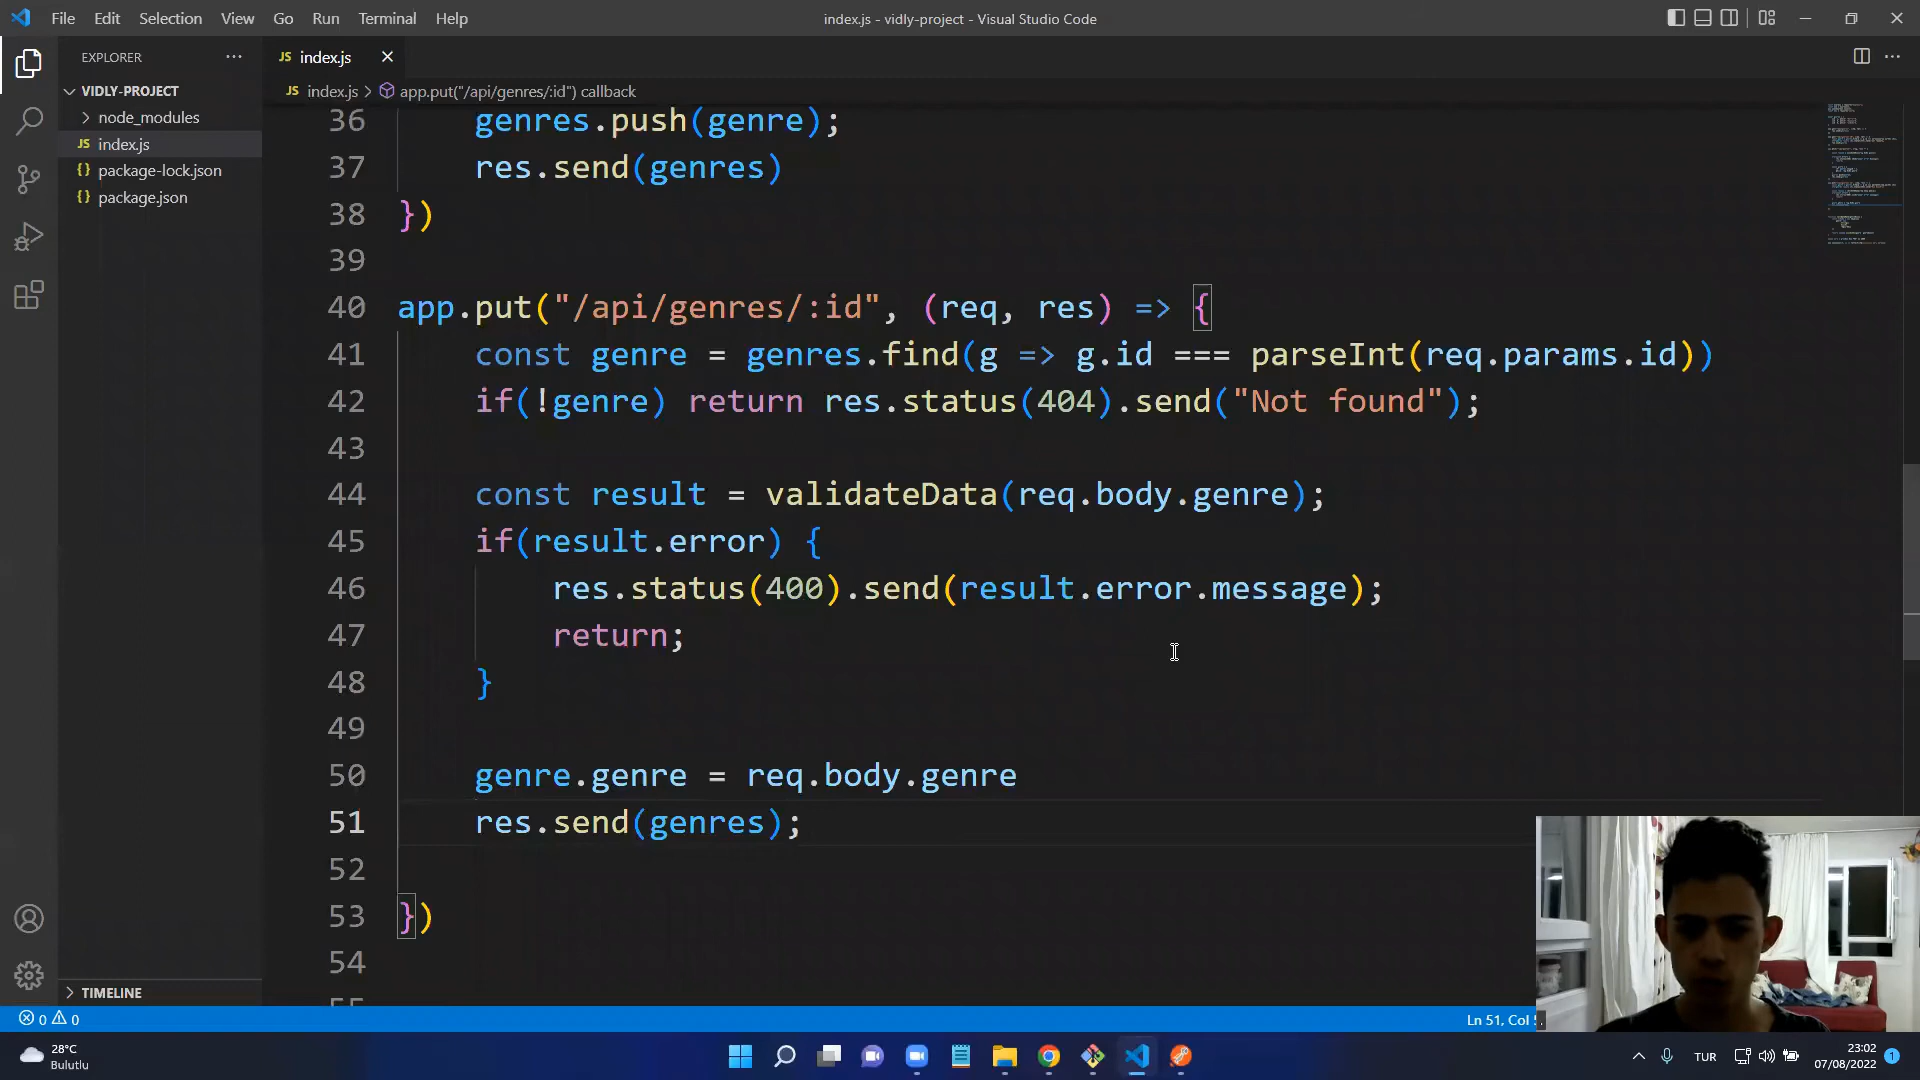 File Edit Selection View Go Run Terminal Help
index.js - vidly-project - Visual Studio Code
EXPLORER
VIDLY-PROJECT
node_modules
JS index.js
{} package-lock.json
{} package.json
TIMELINE
JS index.js
JS index.js > app.put("/api/genres/:id") callback
36 genres.push(genre);
37 res.send(genres)
38 })
39
40 app.put("/api/genres/:id", (req, res) => {
41 const genre = genres.find(g => g.id === parseInt(req.params.id))
42 if(!genre) return res.status(404).send("Not found");
43
44 const result = validateData(req.body.genre);
45 if(result.error) {
46 res.status(400).send(result.error.message);
47 return;
48 }
49
50 genre.genre = req.body.genre
51 res.send(genres);
52
53 })
54
0 0
Ln 51, Col
28°C
Bulutlu
TUR
23:02
07/08/2022
1